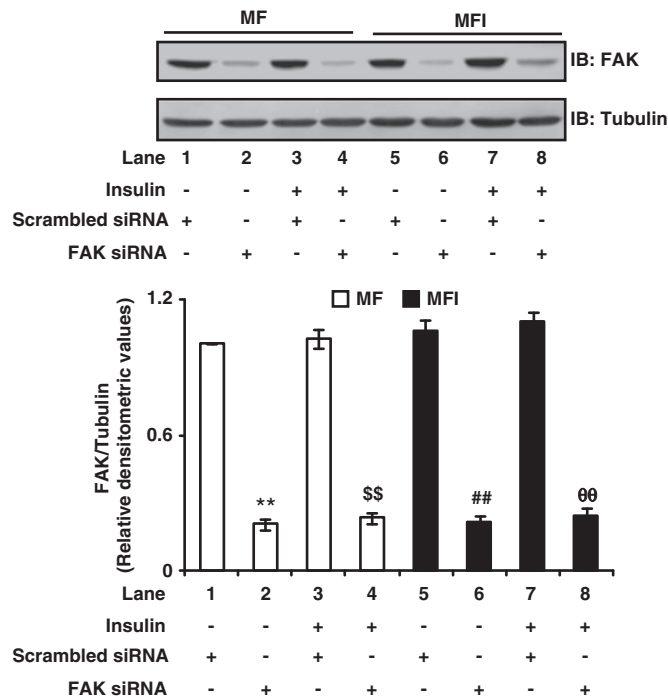 MF MFI
IB: FAK
IB: Tubulin
Lane 1 2 3 4 5 6 7 8
Insulin - - + + - - + +
Scrambled siRNA + - + - + - + -
FAK siRNA - + - + - + - +
1.2 MF MFI
0.6
0
FAK/Tubulin
(Relative densitometric values)
** $$ ## θθ
Lane 1 2 3 4 5 6 7 8
Insulin - - + + - - + +
Scrambled siRNA + - + - + - + -
FAK siRNA - + - + - + - +